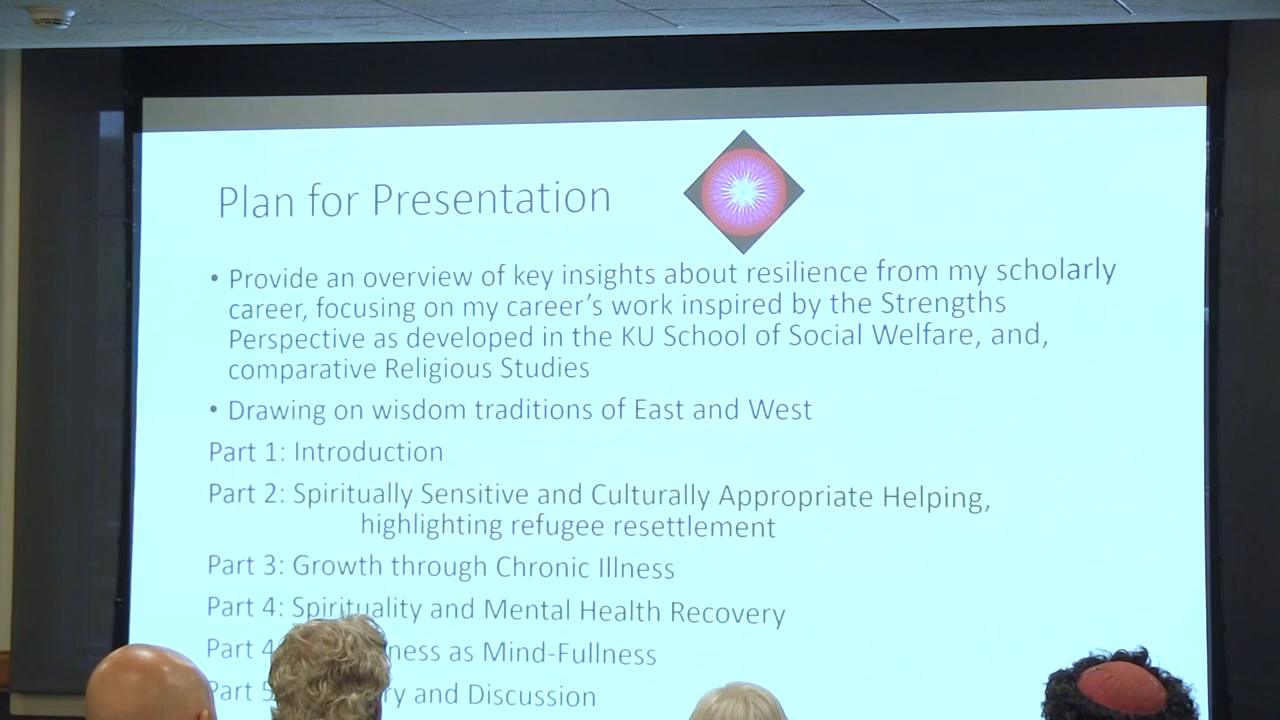 Plan for Presentation
• Provide an overview of key insights about resilience from my scholarly
career, focusing on my career's work inspired by the Strengths
Perspective as developed in the KU School of Social Welfare, and,
comparative Religious Studies
• Drawing on wisdom traditions of East and West
Part 1: Introduction
Part 2: Spiritually Sensitive and Culturally Appropriate Helping,
highlighting refugee resettlement
Part 3: Growth through Chronic Illness
Part 4: Spirituality and Mental Health Recovery
Part 4 as Mind-Fullness
Part 5 and Discussion